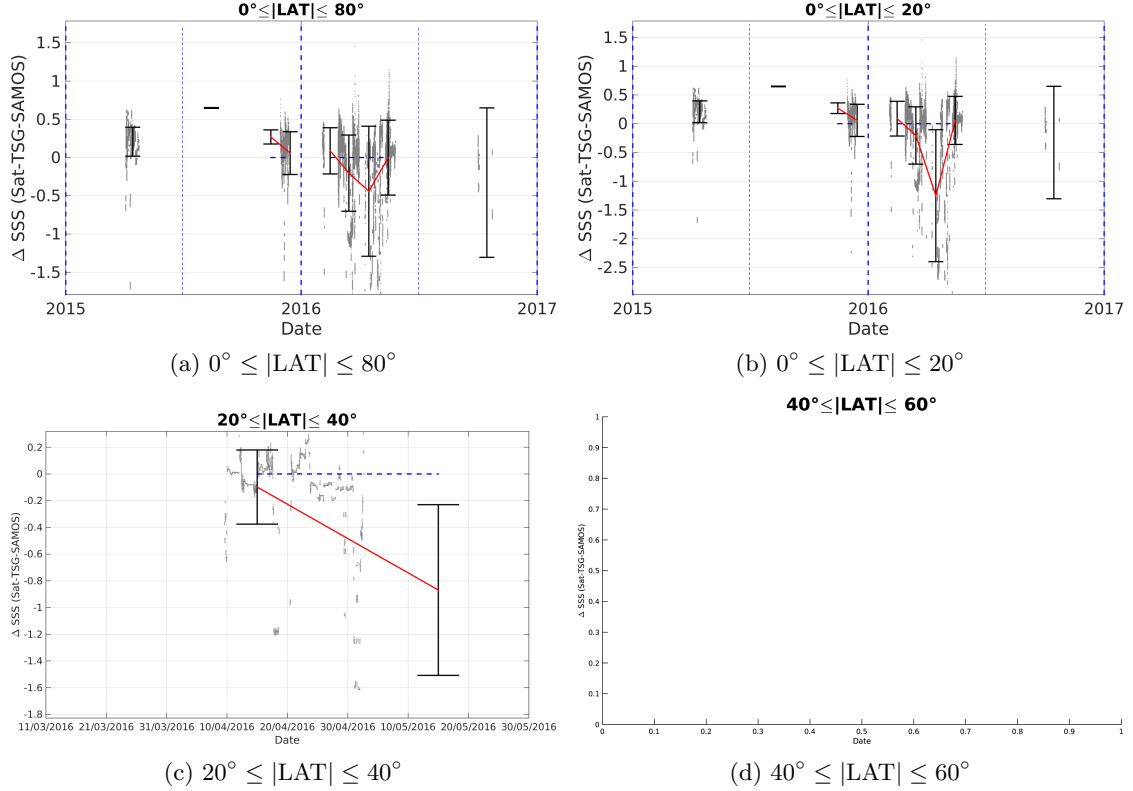 0°≤|LAT|≤ 80°
Δ SSS (Sat-TSG-SAMOS)
1.5
1
0.5
0
-0.5
-1
-1.5
2015 2016 2017
Date
(a) 0° ≤ |LAT| ≤ 80°
0°≤|LAT|≤ 20°
Δ SSS (Sat-TSG-SAMOS)
1.5
1
0.5
0
-0.5
-1
-1.5
-2
-2.5
2015 2016 2017
Date
(b) 0° ≤ |LAT| ≤ 20°
20°≤|LAT|≤ 40°
Δ SSS (Sat-TSG-SAMOS)
0.2
0
-0.2
-0.4
-0.6
-0.8
-1
-1.2
-1.4
-1.6
-1.8
11/03/2016 21/03/2016 31/03/2016 10/04/2016 20/04/2016 30/04/2016 10/05/2016 20/05/2016 30/05/2016
Date
(c) 20° ≤ |LAT| ≤ 40°
40°≤|LAT|≤ 60°
Δ SSS (Sat-TSG-SAMOS)
1
0.9
0.8
0.7
0.6
0.5
0.4
0.3
0.2
0.1
0
0 0.1 0.2 0.3 0.4 0.5 0.6 0.7 0.8 0.9 1
Date
(d) 40° ≤ |LAT| ≤ 60°